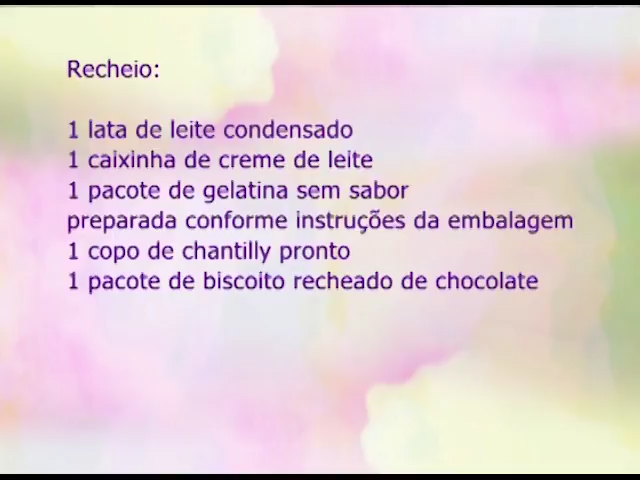 Recheio:
1 lata de leite condensado
1 caixinha de creme de leite
1 pacote de gelatina sem sabor
preparada conforme instruções da embalagem
1 copo de chantilly pronto
1 pacote de biscoito recheado de chocolate